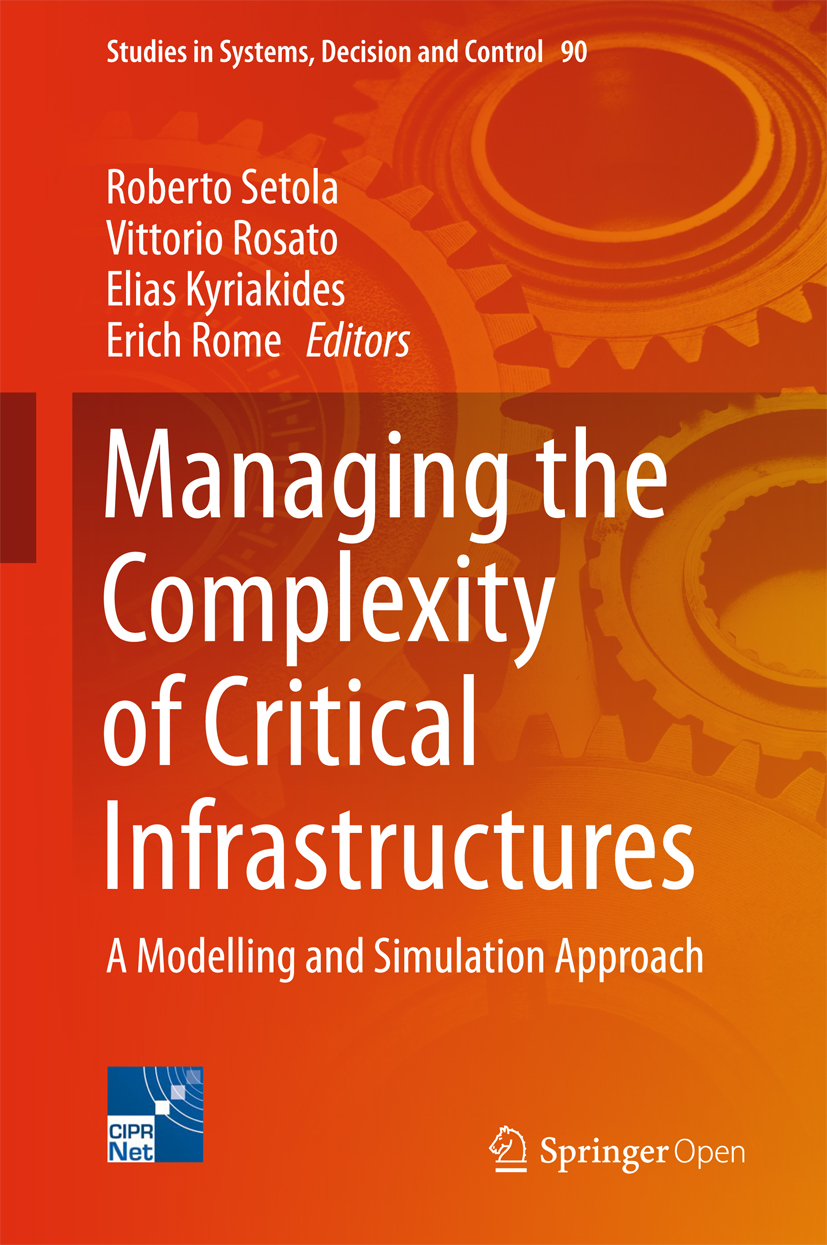 Studies in Systems, Decision and Control 90
Roberto Setola
Vittorio Rosato
Elias Kyriakides
Erich Rome Editors
Managing the
Complexity
of Critical
Infrastructures
A Modelling and Simulation Approach
CIPR
Net
Springer Open